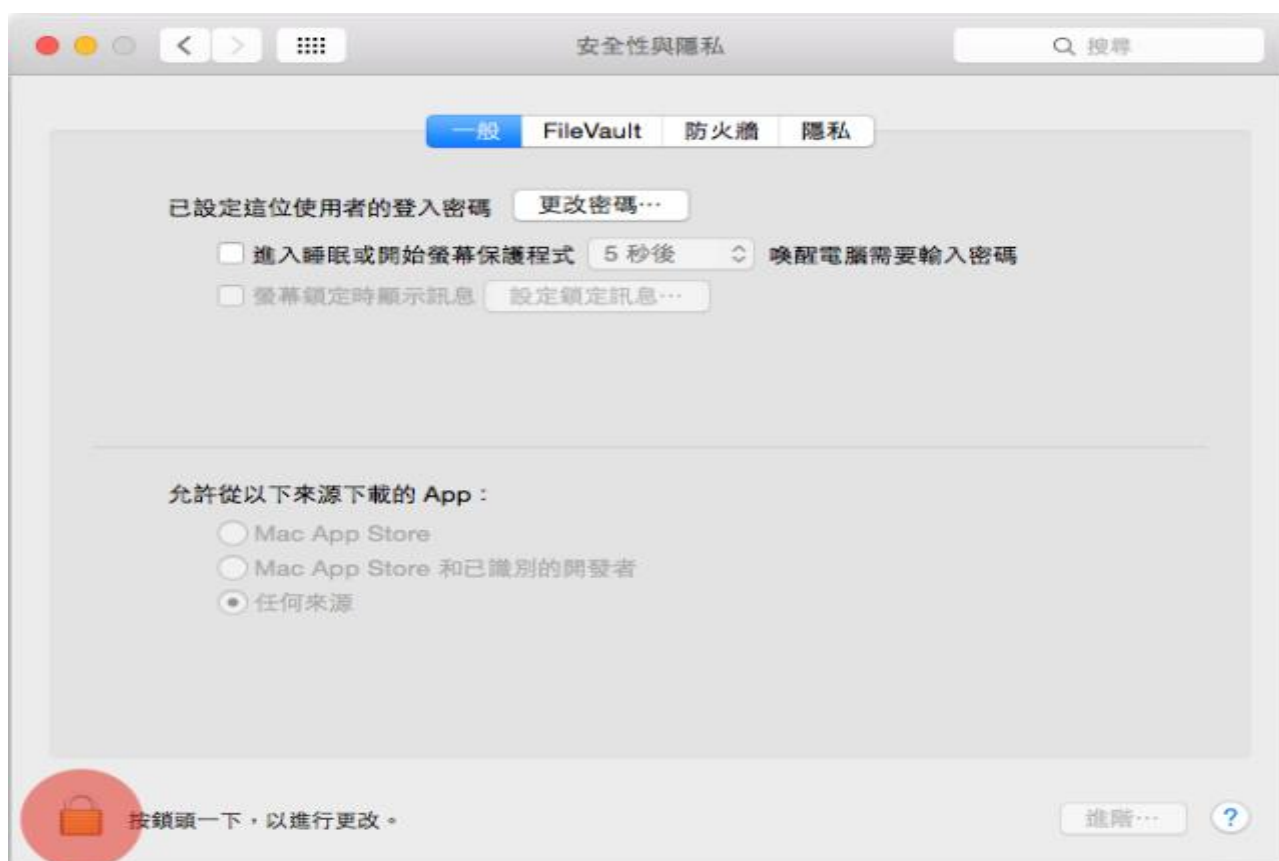 安全性與隱私
搜尋
一般 FileVault 防火牆 隱私
已設定這位使用者的登入密碼 更改密碼…
進入睡眠或開始螢幕保護程式 5 秒後 喚醒電腦需要輸入密碼
螢幕鎖定時顯示訊息 設定鎖定訊息…
允許從以下來源下載的 App：
Mac App Store
Mac App Store 和已識別的開發者
任何來源
按鎖頭一下，以進行更改。
進階… ?